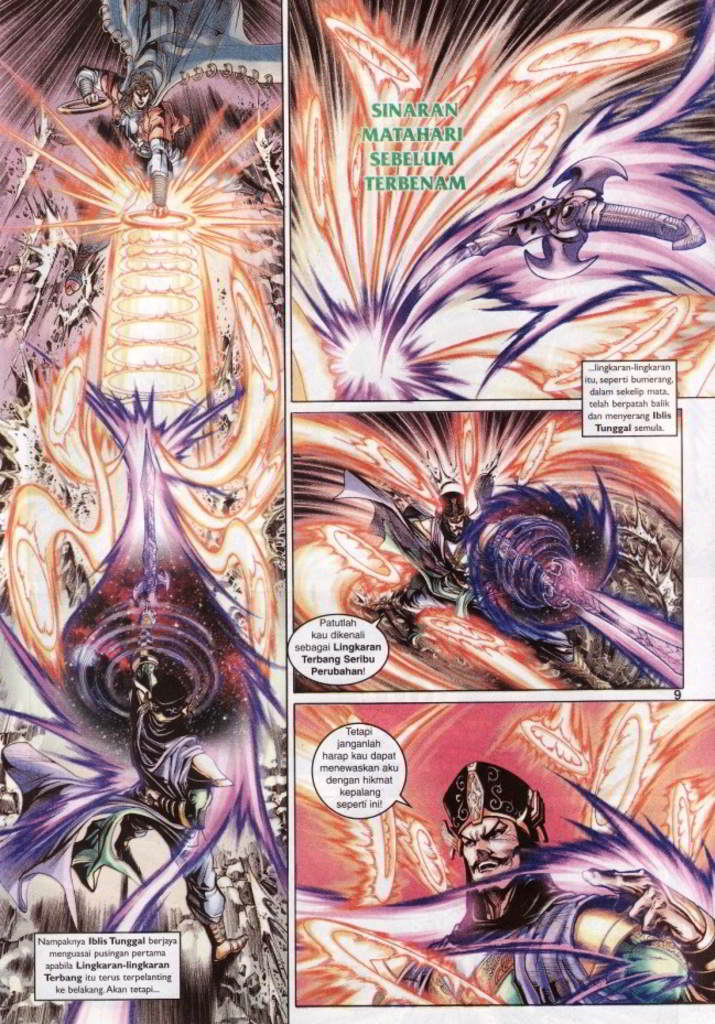 Nampaknya Iblis Tunggal berjaya
menguasai pusingan pertama
apabila Lingkaran-lingkaran
Terbang itu terus terpelanting
ke belakang. Akan tetapi...
SINARAN
MATAHARI
SEBELUM
TERBENAM
...lingkaran-lingkaran
itu, seperti bumerang,
dalam sekelip mata,
telah berpatah balik
dan menyerang Iblis
Tunggal semula.
Patutlah
kau dikenali
sebagai Lingkaran
Terbang Seribu
Perubahan!
9
Tetapi
janganlah
harap kau dapat
menewaskan aku
dengan hikmat
kepalang
seperti ini!